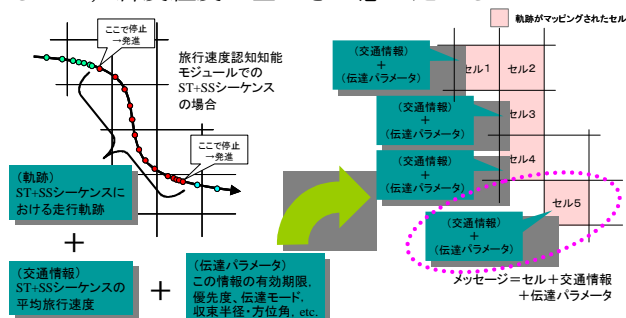 軌跡がマッピングされたセル
ここで停止
→発進
旅行速度認知知能
モジュールでの
ST+SSシーケンス
の場合
ここで停止
→発進
(軌跡)
ST+SSシーケンスに
おける走行軌跡
+
(交通情報)
ST+SSシーケンスの
平均旅行速度
+
(伝達パラメータ)
この情報の有効期限,
優先度、伝達モード,
収束半径・方位角, etc.
(交通情報)
+
(伝達パラメータ)
セル1
セル2
(交通情報)
+
(伝達パラメータ)
セル3
(交通情報)
+
(伝達パラメータ)
セル4
セル5
(交通情報)
+
(伝達パラメータ)
メッセージ=セル+交通情報
+伝達パラメータ